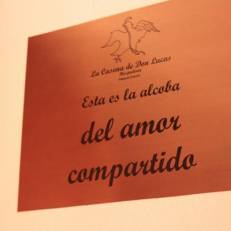 La Casona de Don Lucas
Esta es la alcoba
del amor
compartido